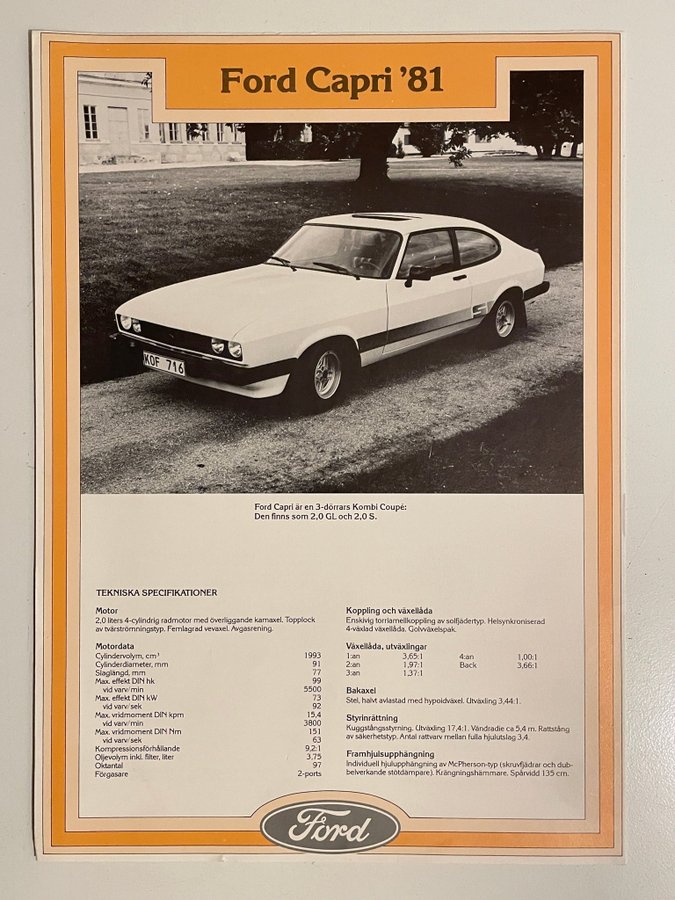 Ford Capri '81
KOF 716
Ford Capri är en 3-dörrars Kombi Coupé:
Den finns som 2,0 GL och 2,0 S.
TEKNISKA SPECIFIKATIONER
Motor
2,0 liters 4-cylindrig radmotor med överliggande kamaxel. Topplock
av tvärströmningstyp. Femlagrad vevaxel. Avgasrening.
Motordata
Cylindervolym, cm³ 1993
Cylinderdiameter, mm 91
Slaglängd, mm 77
Max. effekt DIN hk 99
vid varv/min 5500
Max. effekt DIN kW 73
vid varv/sek 92
Max. vridmoment DIN kpm 15,4
vid varv/min 3800
Max. vridmoment DIN Nm 151
vid varv/sek 63
Kompressionsförhållande 9,2:1
Oljevolym inkl. filter, liter 3,75
Oktantal 97
Förgasare 2-ports
Koppling och växellåda
Enskivig torrlamellkoppling av solfjädertyp. Helsynkroniserad
4-växlad växellåda. Golvväxelspak.
Växellåda, utväxlingar
1:an 3,65:1 4:an 1,00:1
2:an 1,97:1 Back 3,66:1
3:an 1,37:1
Bakaxel
Stel, halvt avlastad med hypoidväxel. Utväxling 3,44:1.
Styrinrättning
Kuggstångsstyrning. Utväxling 17,4:1. Vändradie ca 5,4 m. Rattstång
av säkerhetstyp. Antal rattvarv mellan fulla hjulutslag 3,4.
Framhjulsupphängning
Individuell hjulupphängning av McPherson-typ (skruvfjädrar och dub-
belverkande stötdämpare). Krängningshämmare. Spårvidd 135 cm.
Ford